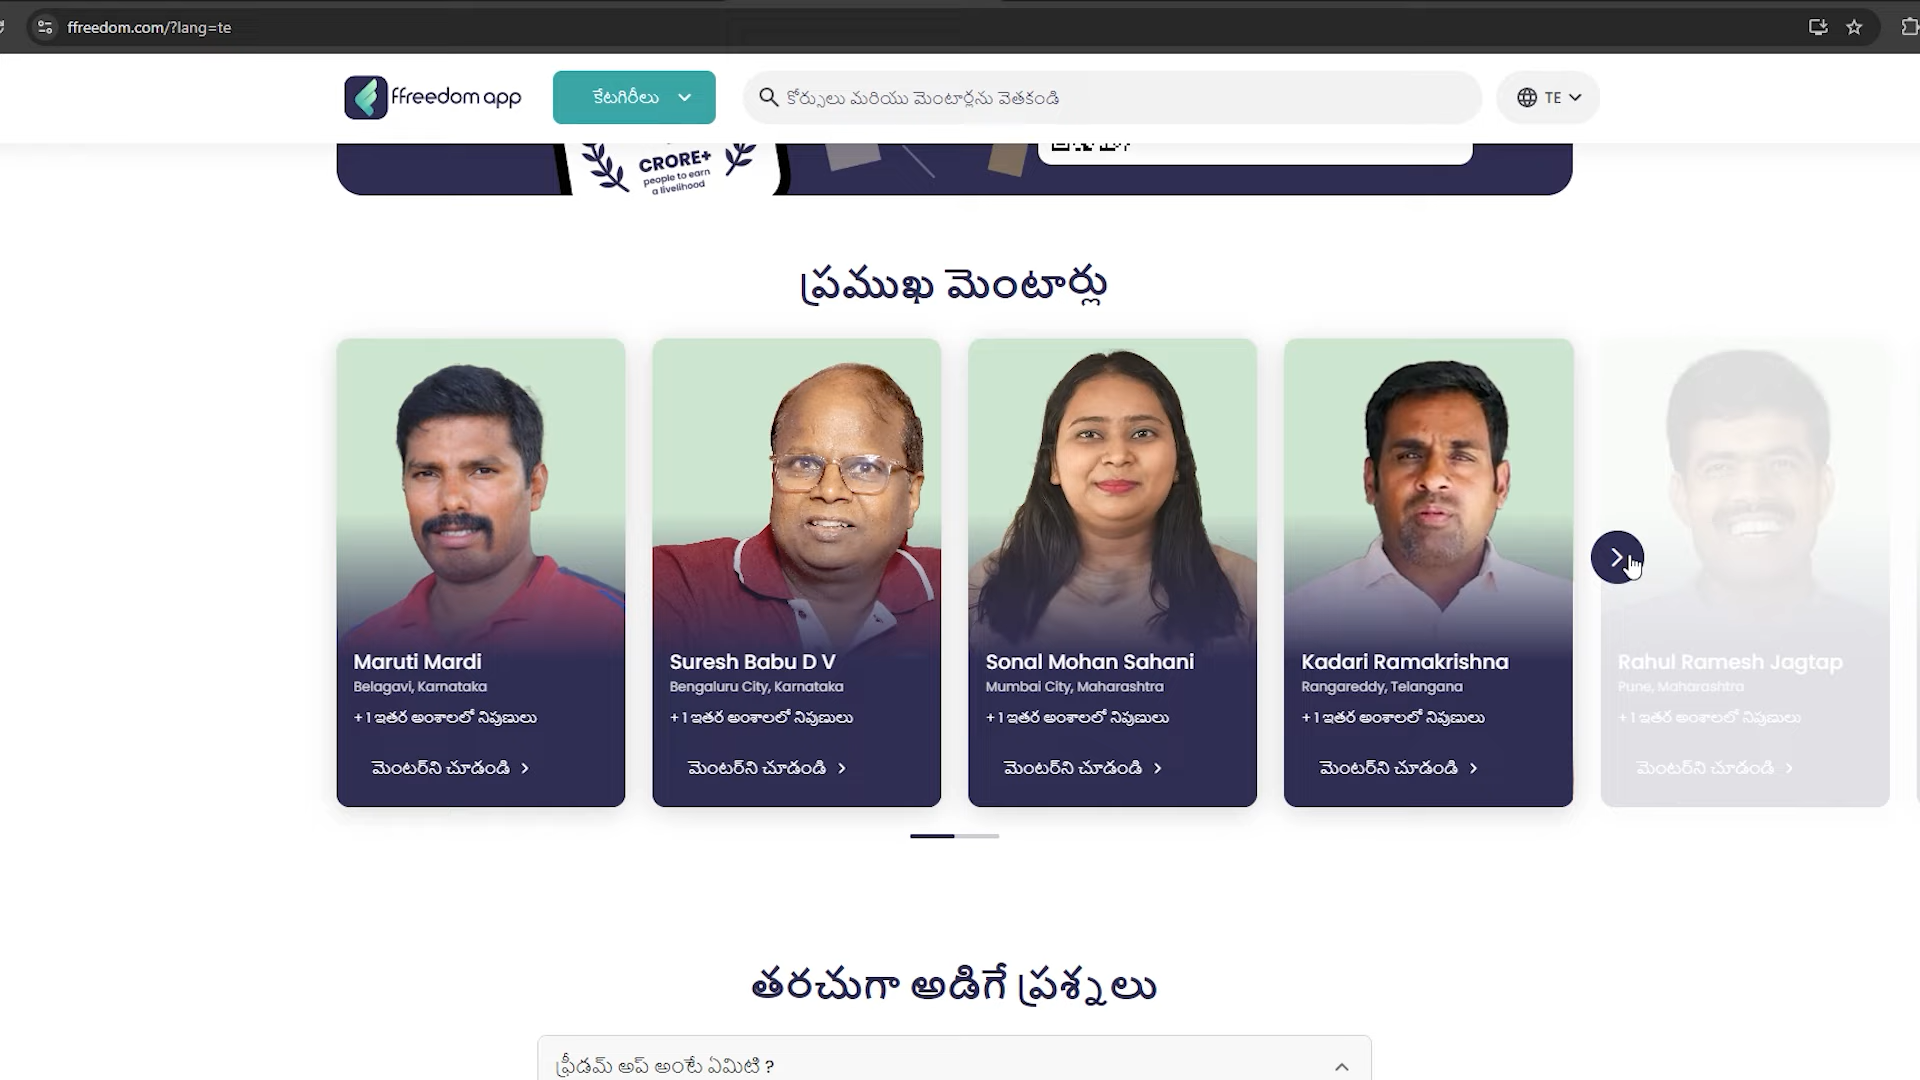 ffreedom.com/?lang=te
ffreedom app
కేటగిరీలు
కోర్సులు మరియు మెంటార్లను వెతకండి
TE
CRORE+
people to earn
a livelihood
ప్రముఖ మెంటార్లు
Maruti Mardi
Belagavi, Karnataka
+ 1 ఇతర అంశాలలో నిపుణులు
మెంటర్‌ని చూడండి
Suresh Babu D V
Bengaluru City, Karnataka
+ 1 ఇతర అంశాలలో నిపుణులు
మెంటర్‌ని చూడండి
Sonal Mohan Sahani
Mumbai City, Maharashtra
+ 1 ఇతర అంశాలలో నిపుణులు
మెంటర్‌ని చూడండి
Kadari Ramakrishna
Rangareddy, Telangana
+ 1 ఇతర అంశాలలో నిపుణులు
మెంటర్‌ని చూడండి
Rahul Ramesh Jagtap
Pune, Maharashtra
+ 1 ఇతర అంశాలలో నిపుణులు
మెంటర్‌ని చూడండి
తరచుగా అడిగే ప్రశ్నలు
ఫ్రీడమ్ అప్ అంటే ఏమిటి ?